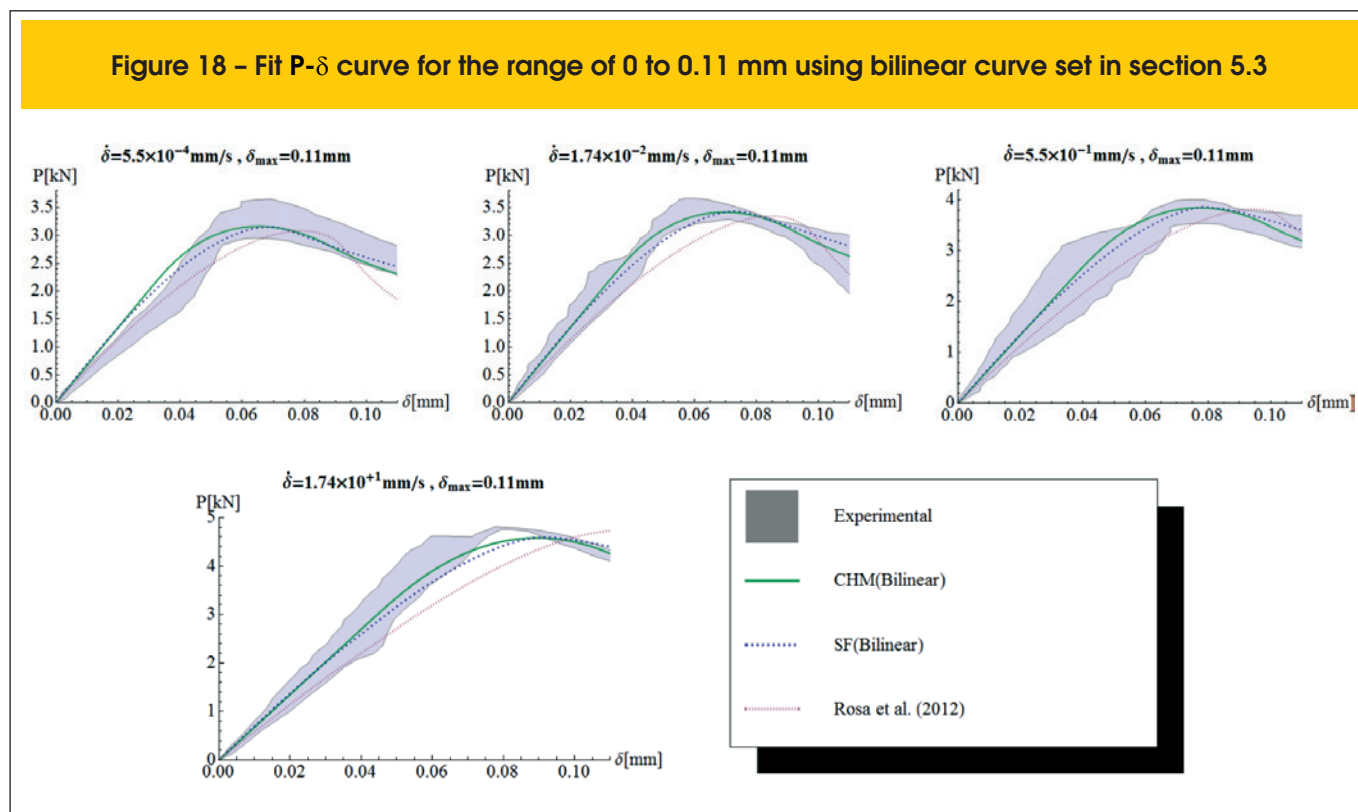 Figure 18 – Fit P-δ curve for the range of 0 to 0.11 mm using bilinear curve set in section 5.3
δ̇=5.5×10⁻⁴mm/s , δmax=0.11mm
P[kN]
3.5
3.0
2.5
2.0
1.5
1.0
0.5
0.0
0.00 0.02 0.04 0.06 0.08 0.10 δ[mm]
δ̇=1.74×10⁻²mm/s , δmax=0.11mm
P[kN]
3.5
3.0
2.5
2.0
1.5
1.0
0.5
0.0
0.00 0.02 0.04 0.06 0.08 0.10 δ[mm]
δ̇=5.5×10⁻¹mm/s , δmax=0.11mm
P[kN]
4
3
2
1
0
0.00 0.02 0.04 0.06 0.08 0.10 δ[mm]
δ̇=1.74×10⁺¹mm/s , δmax=0.11mm
P[kN]
5
4
3
2
1
0
0.00 0.02 0.04 0.06 0.08 0.10 δ[mm]
Experimental
CHM(Bilinear)
SF(Bilinear)
Rosa et al. (2012)